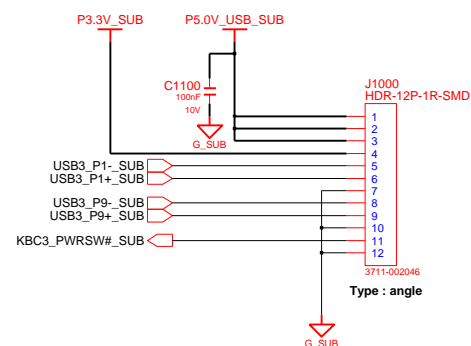 P3.3V_SUB
P5.0V_USB_SUB
C1100
100nF
10V
G_SUB
J1000
HDR-12P-1R-SMD
1
2
3
4
USB3_P1-_SUB
5
USB3_P1+_SUB
6
7
USB3_P9-_SUB
8
USB3_P9+_SUB
9
10
KBC3_PWRSW#_SUB
11
12
3711-002046
Type : angle
G_SUB